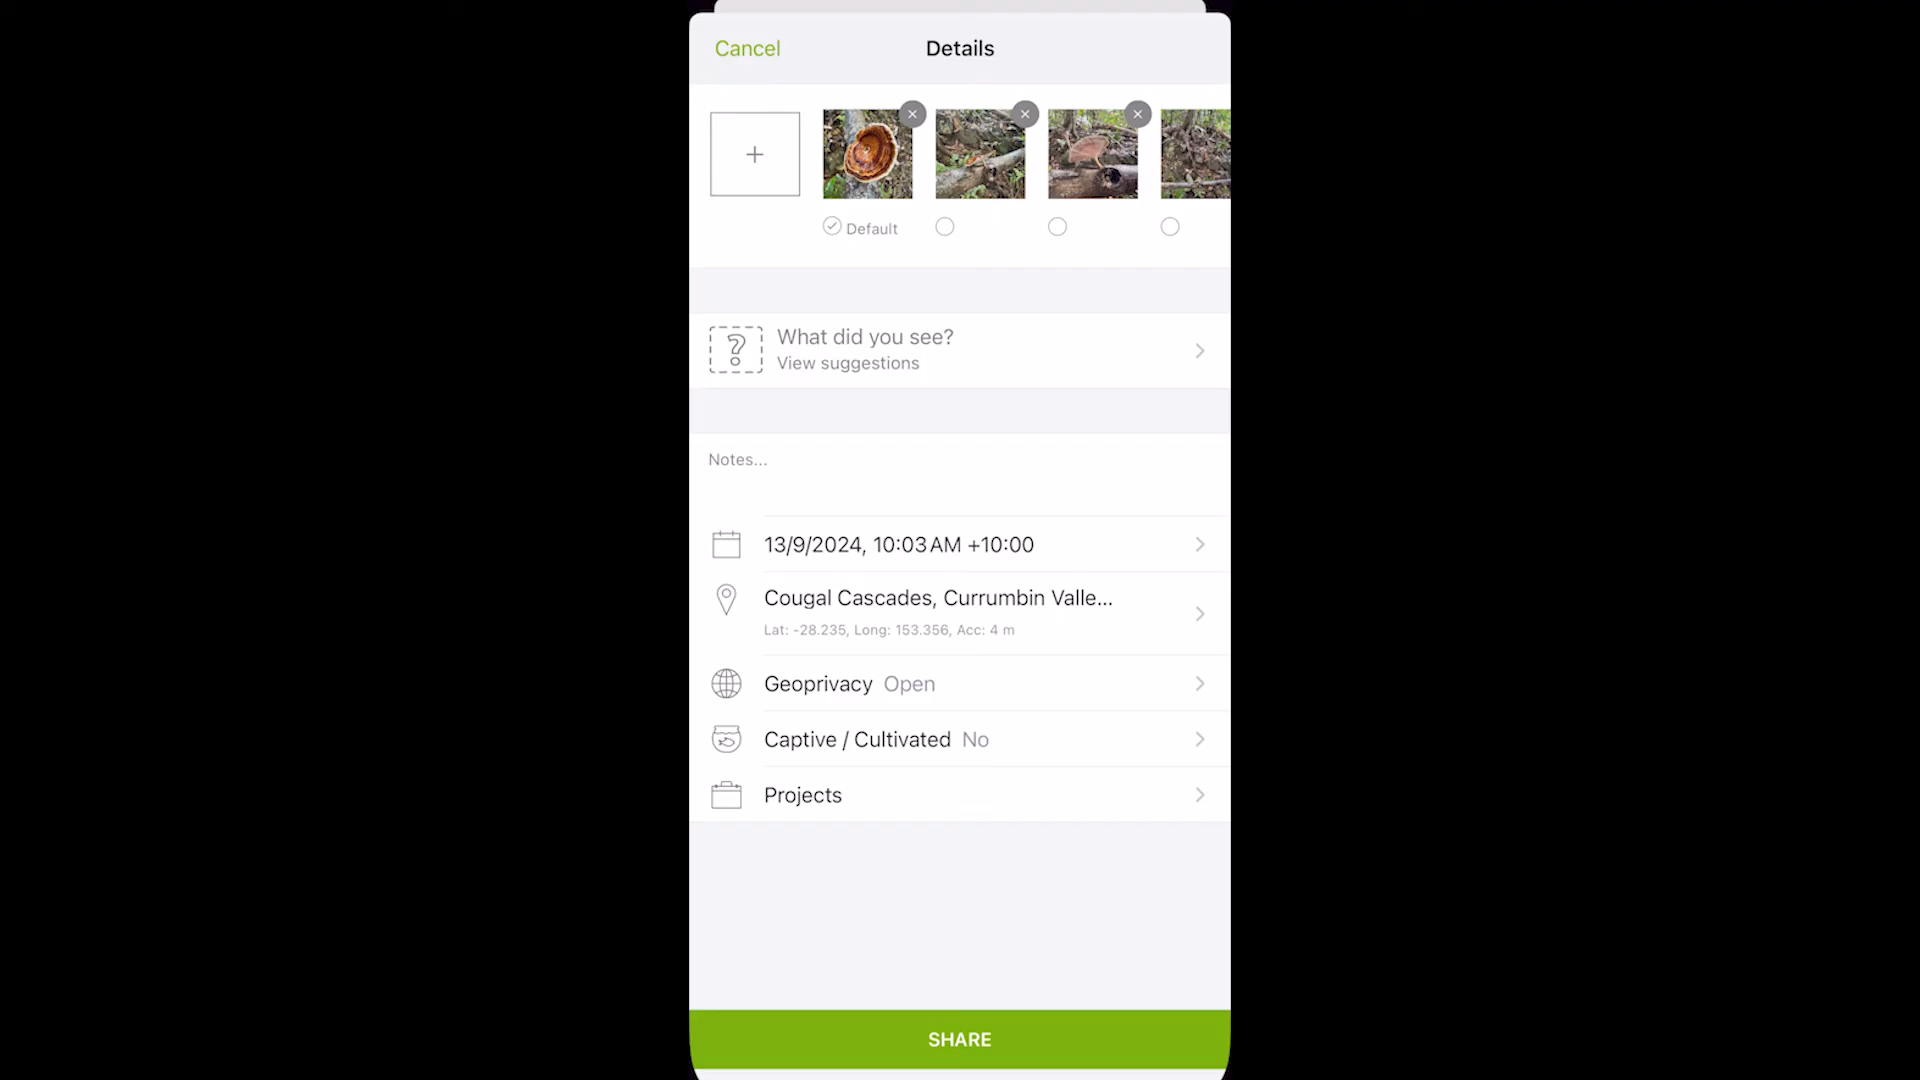 Cancel
Details
Default
What did you see?
View suggestions
Notes...
13/9/2024, 10:03 AM +10:00
Cougal Cascades, Currumbin Valle...
Lat: -28.235, Long: 153.356, Acc: 4 m
Geoprivacy Open
Captive / Cultivated No
Projects
SHARE